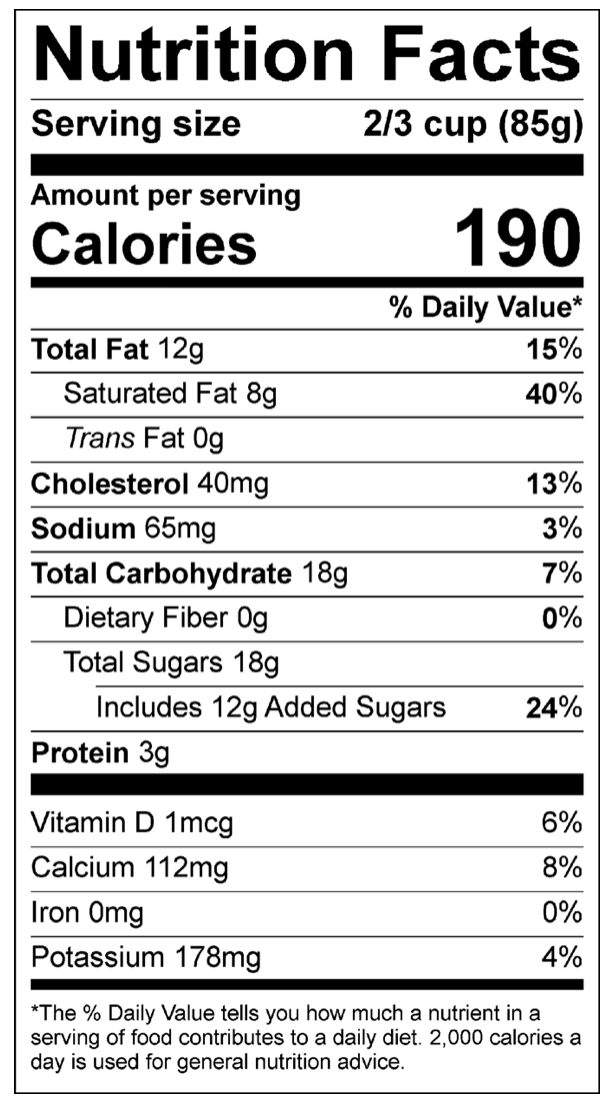 Nutrition Facts
Serving size 2/3 cup (85g)
Amount per serving
Calories 190
% Daily Value*
Total Fat 12g 15%
Saturated Fat 8g 40%
Trans Fat 0g
Cholesterol 40mg 13%
Sodium 65mg 3%
Total Carbohydrate 18g 7%
Dietary Fiber 0g 0%
Total Sugars 18g
Includes 12g Added Sugars 24%
Protein 3g
Vitamin D 1mcg 6%
Calcium 112mg 8%
Iron 0mg 0%
Potassium 178mg 4%
*The % Daily Value tells you how much a nutrient in a
serving of food contributes to a daily diet. 2,000 calories a
day is used for general nutrition advice.